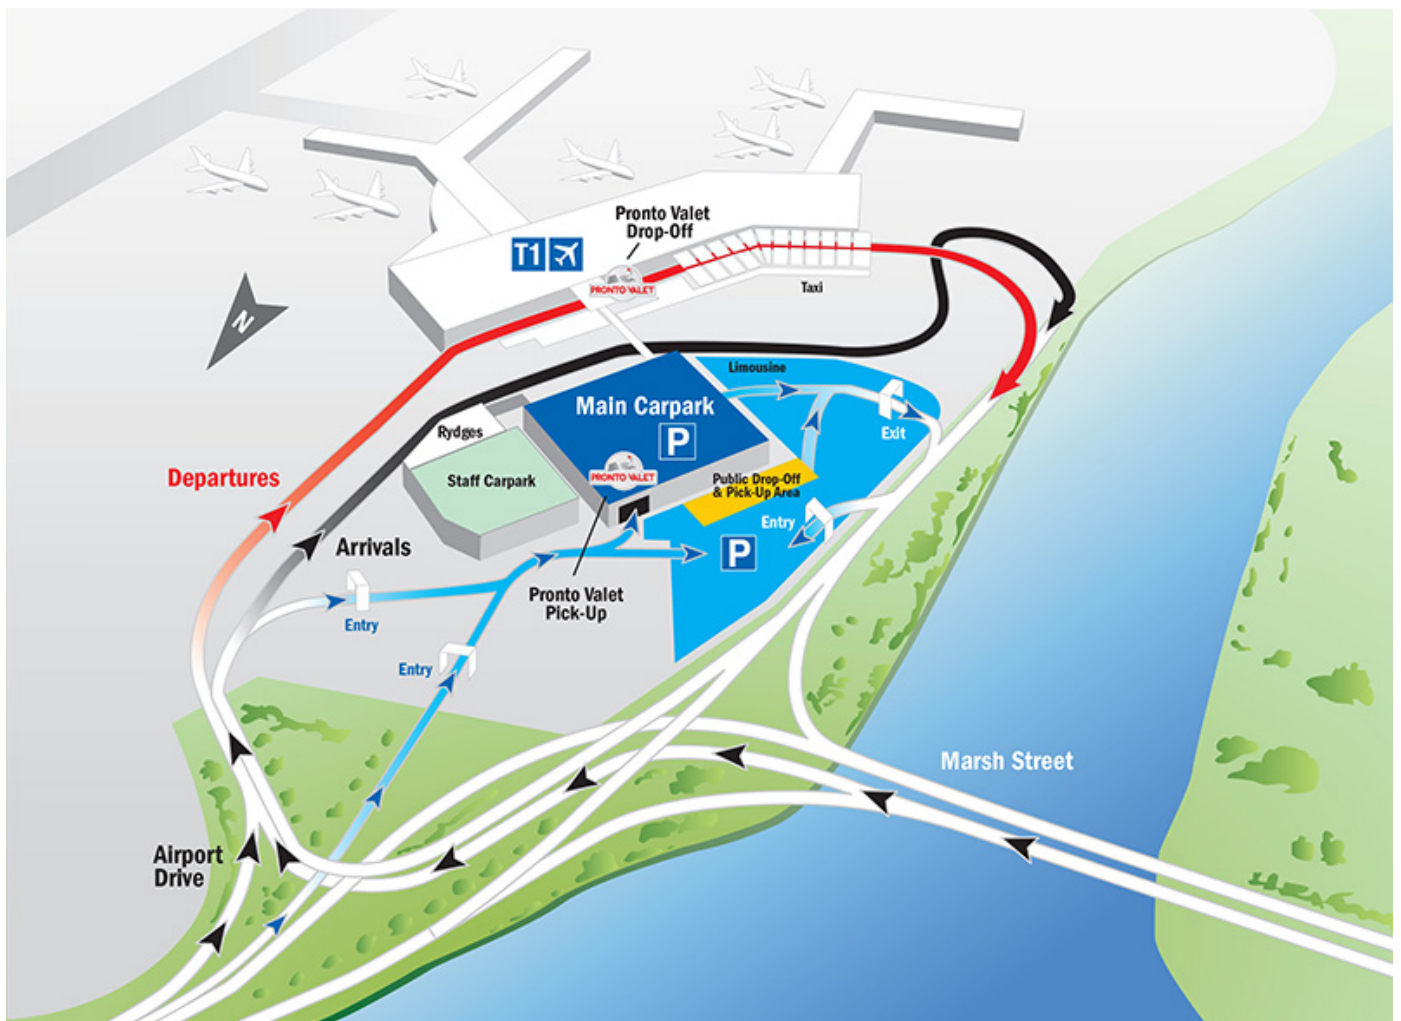 Pronto Valet
Drop-Off
T1
PRONTO VALET
Taxi
N
Limousine
Main Carpark
P
Exit
Rydges
Staff Carpark
PRONTO VALET
Public Drop-Off
& Pick-Up Area
Departures
Entry
Arrivals
P
Pronto Valet
Pick-Up
Entry
Entry
Marsh Street
Airport
Drive